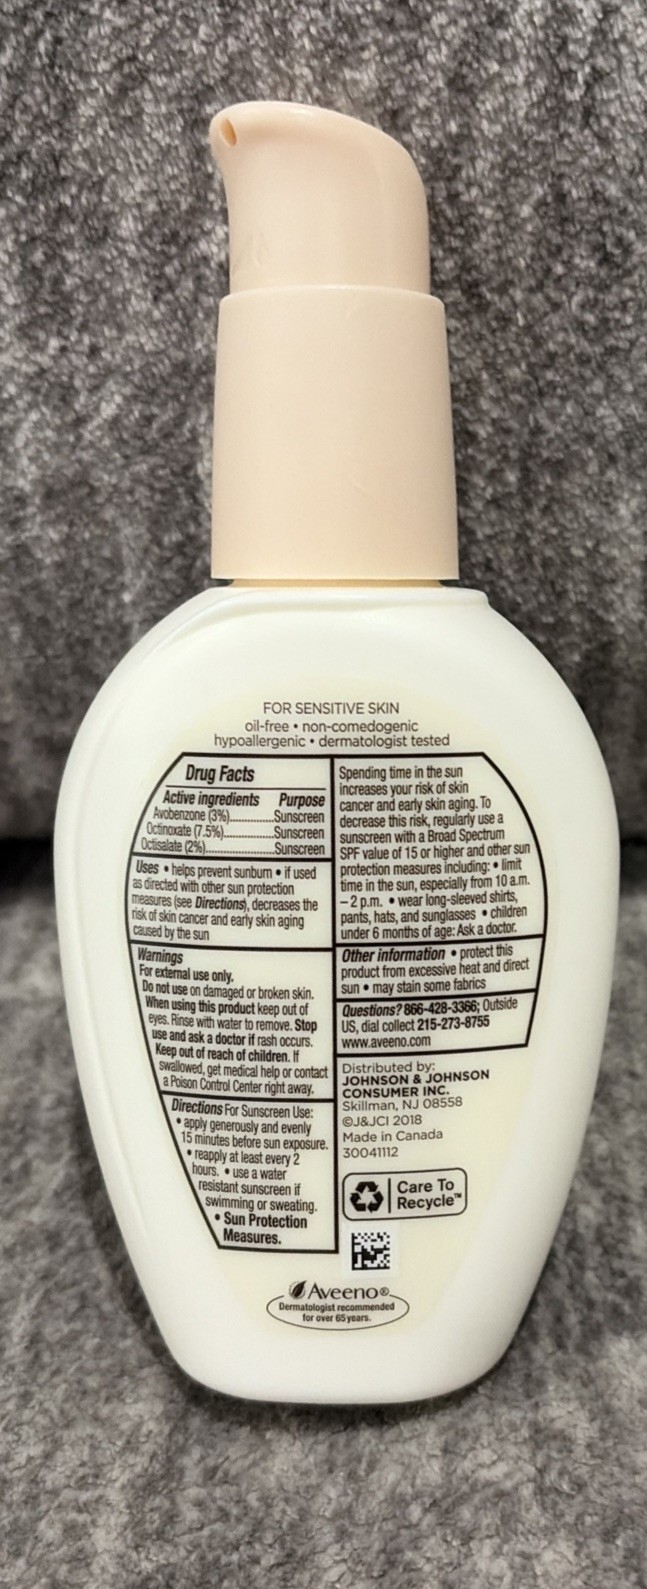 FOR SENSITIVE SKIN
oil-free • non-comedogenic
hypoallergenic • dermatologist tested
Drug Facts
Active ingredients Purpose
Avobenzone (3%)..............Sunscreen
Octinoxate (7.5%)..............Sunscreen
Octisalate (2%)..............Sunscreen
Uses • helps prevent sunburn • if used
as directed with other sun protection
measures (see Directions), decreases the
risk of skin cancer and early skin aging
caused by the sun
Warnings
For external use only.
Do not use on damaged or broken skin.
When using this product keep out of
eyes. Rinse with water to remove. Stop
use and ask a doctor if rash occurs.
Keep out of reach of children. If
swallowed, get medical help or contact
a Poison Control Center right away.
Directions For Sunscreen Use:
• apply generously and evenly
15 minutes before sun exposure.
• reapply at least every 2
hours. • use a water
resistant sunscreen if
swimming or sweating.
• Sun Protection
Measures.
Spending time in the sun
increases your risk of skin
cancer and early skin aging. To
decrease this risk, regularly use a
sunscreen with a Broad Spectrum
SPF value of 15 or higher and other sun
protection measures including: • limit
time in the sun, especially from 10 a.m.
– 2 p.m. • wear long-sleeved shirts,
pants, hats, and sunglasses • children
under 6 months of age: Ask a doctor.
Other information • protect this
product from excessive heat and direct
sun • may stain some fabrics
Questions? 866-428-3366; Outside
US, dial collect 215-273-8755
www.aveeno.com
Distributed by:
JOHNSON & JOHNSON
CONSUMER INC.
Skillman, NJ 08558
©J&JCI 2018
Made in Canada
30041112
Care To
Recycle™
Aveeno®
Dermatologist recommended
for over 65 years.